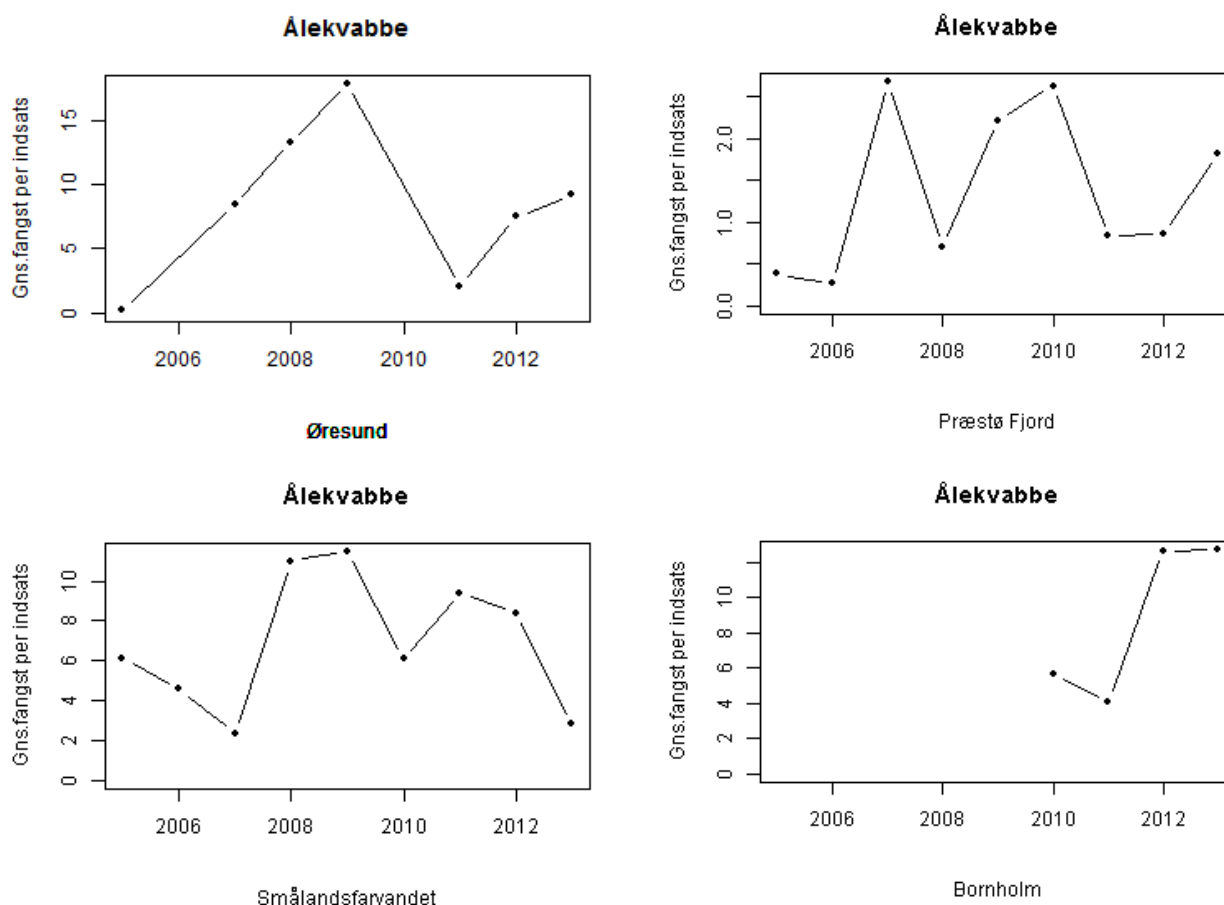 Ålekvabbe
Gns.fangst per indsats
0 5 10 15
2006 2008 2010 2012
Øresund
Ålekvabbe
Gns.fangst per indsats
0.0 1.0 2.0
2006 2008 2010 2012
Præstø Fjord
Ålekvabbe
Gns.fangst per indsats
0 2 4 6 8 10
2006 2008 2010 2012
Smålandsfarvandet
Ålekvabbe
Gns.fangst per indsats
0 2 4 6 8 10
2006 2008 2010 2012
Bornholm